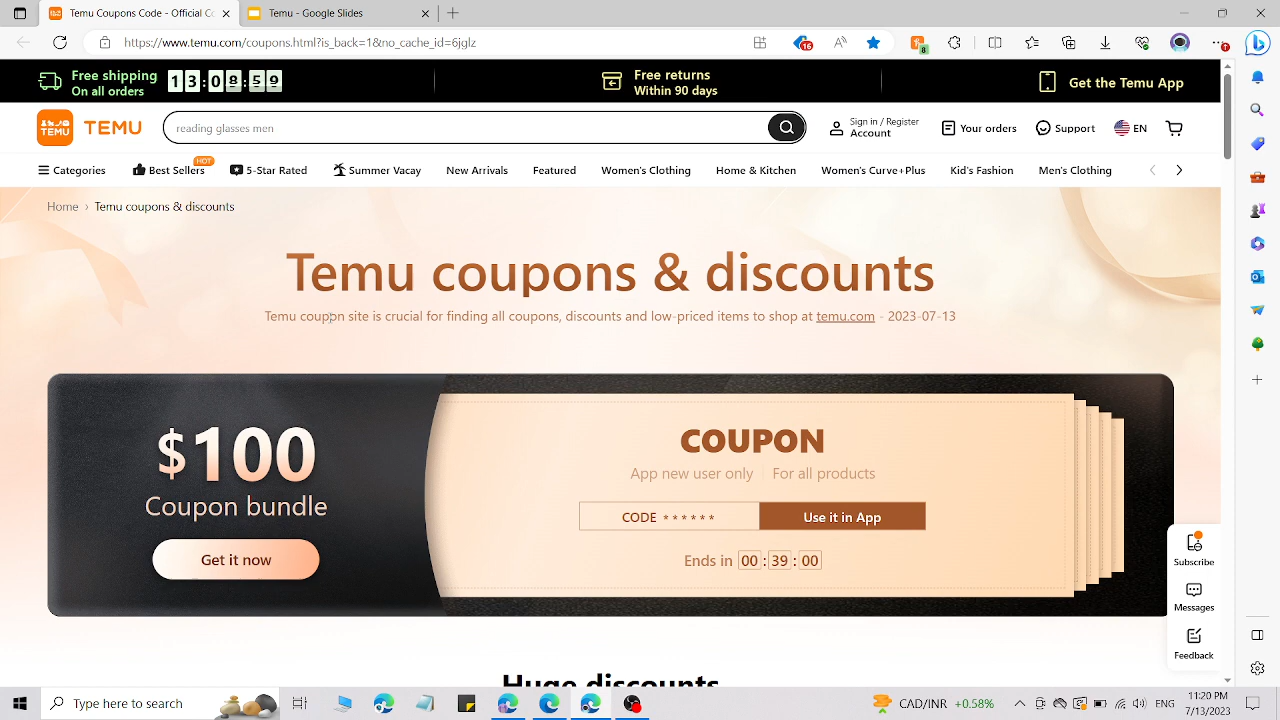 Temu - Official Co
Temu - Google Slides
https://www.temu.com/coupons.html?is_back=1&no_cache_id=6jglz
16
8
Free shipping
On all orders
13:08:59
Free returns
Within 90 days
Get the Temu App
TEMU
TEMU
reading glasses men
Sign in / Register
Account
Your orders
Support
EN
Categories
Best Sellers
HOT
5-Star Rated
Summer Vacay
New Arrivals
Featured
Women's Clothing
Home & Kitchen
Women's Curve+Plus
Kid's Fashion
Men's Clothing
Home › Temu coupons & discounts
Temu coupons & discounts
Temu coupon site is crucial for finding all coupons, discounts and low-priced items to shop at temu.com - 2023-07-13
$100
Coupon bundle
Get it now
COUPON
App new user only
For all products
CODE ******
Use it in App
Ends in 00:39:00
Subscribe
Messages
Feedback
Huge discounts
Type here to search
CAD/INR +0.58%
ENG
11:20 PM
7/13/2023